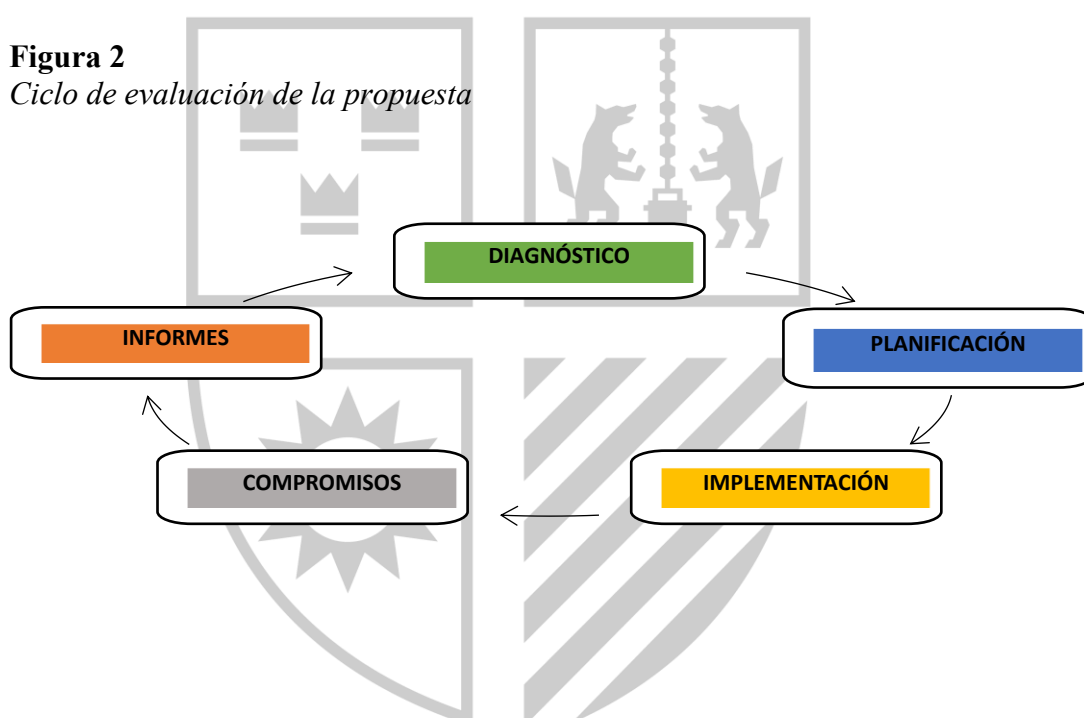 Figura 2
Ciclo de evaluación de la propuesta
DIAGNÓSTICO
INFORMES
PLANIFICACIÓN
COMPROMISOS
IMPLEMENTACIÓN